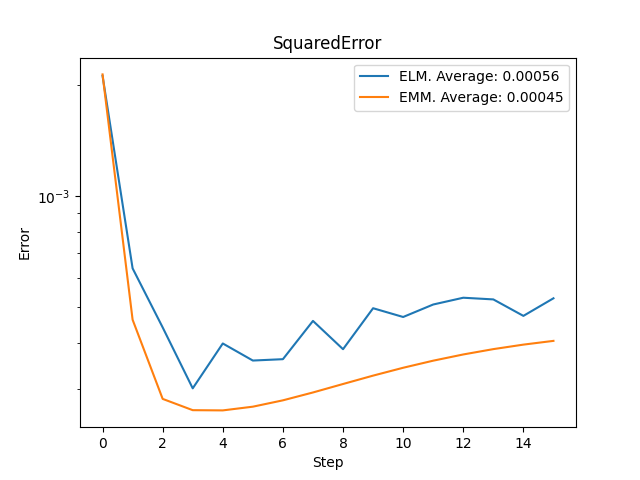 SquaredError
ELM. Average: 0.00056
EMM. Average: 0.00045
10⁻³
Error
0 2 4 6 8 10 12 14
Step